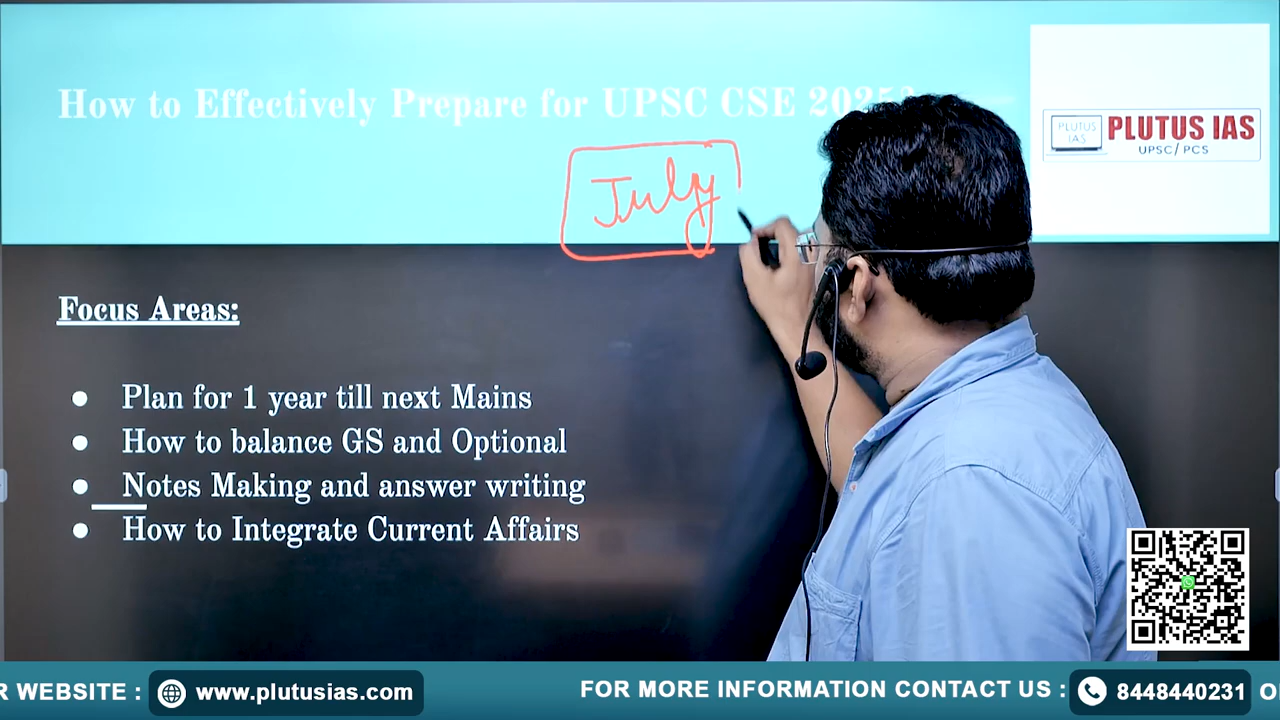 How to Effectively Prepare for UPSC CSE 2025?
PLUTUS
IAS
PLUTUS IAS
UPSC/ PCS
July
Focus Areas:
● Plan for 1 year till next Mains
● How to balance GS and Optional
● Notes Making and answer writing
● How to Integrate Current Affairs
R WEBSITE : www.plutusias.com FOR MORE INFORMATION CONTACT US : 8448440231 O